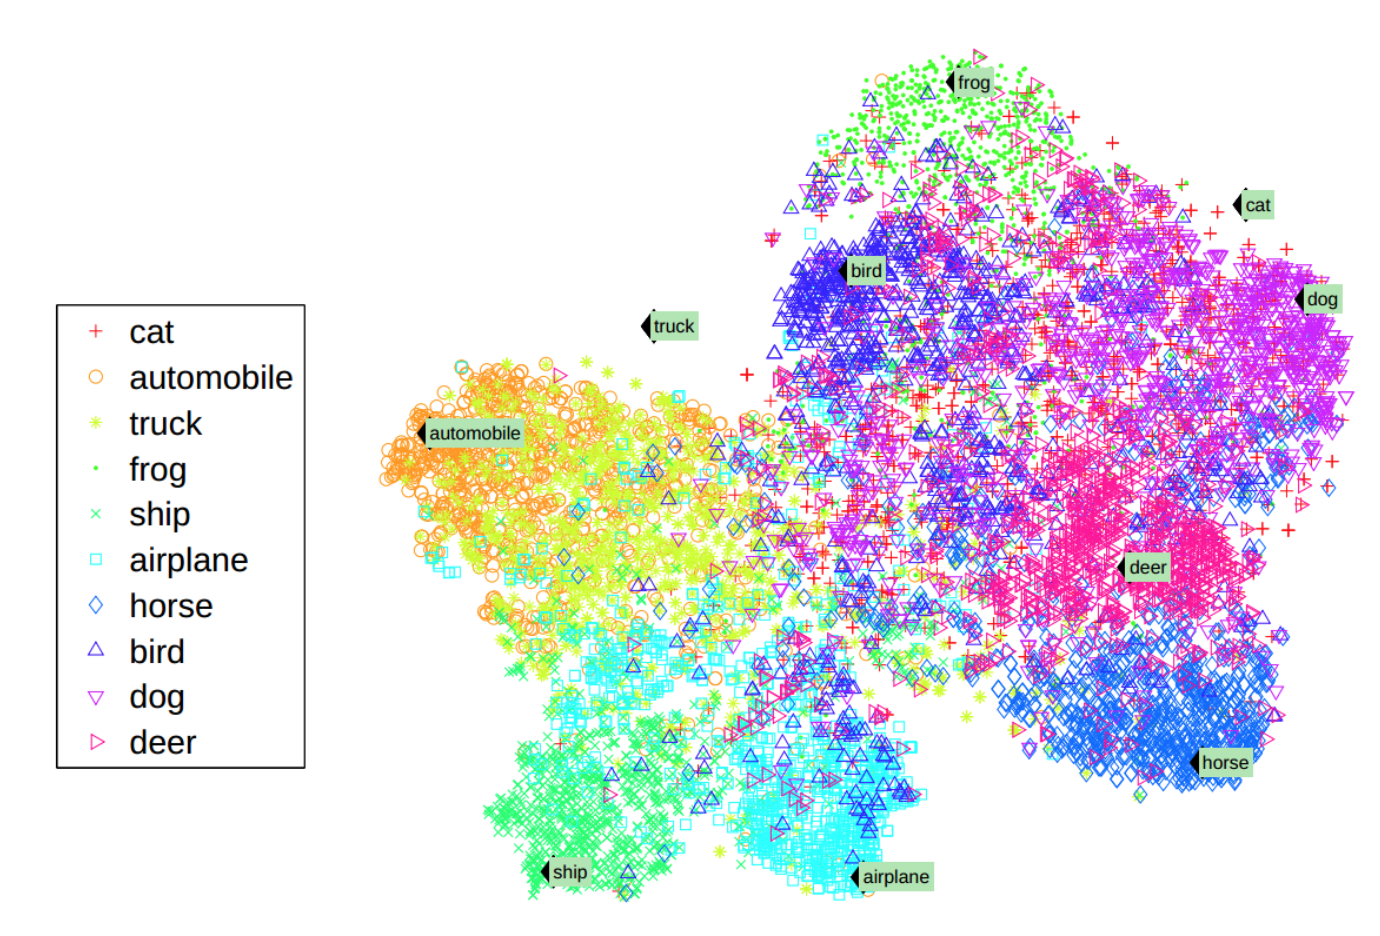 frog
cat
bird
dog
truck
automobile
deer
horse
ship
airplane
cat
automobile
truck
frog
ship
airplane
horse
bird
dog
deer